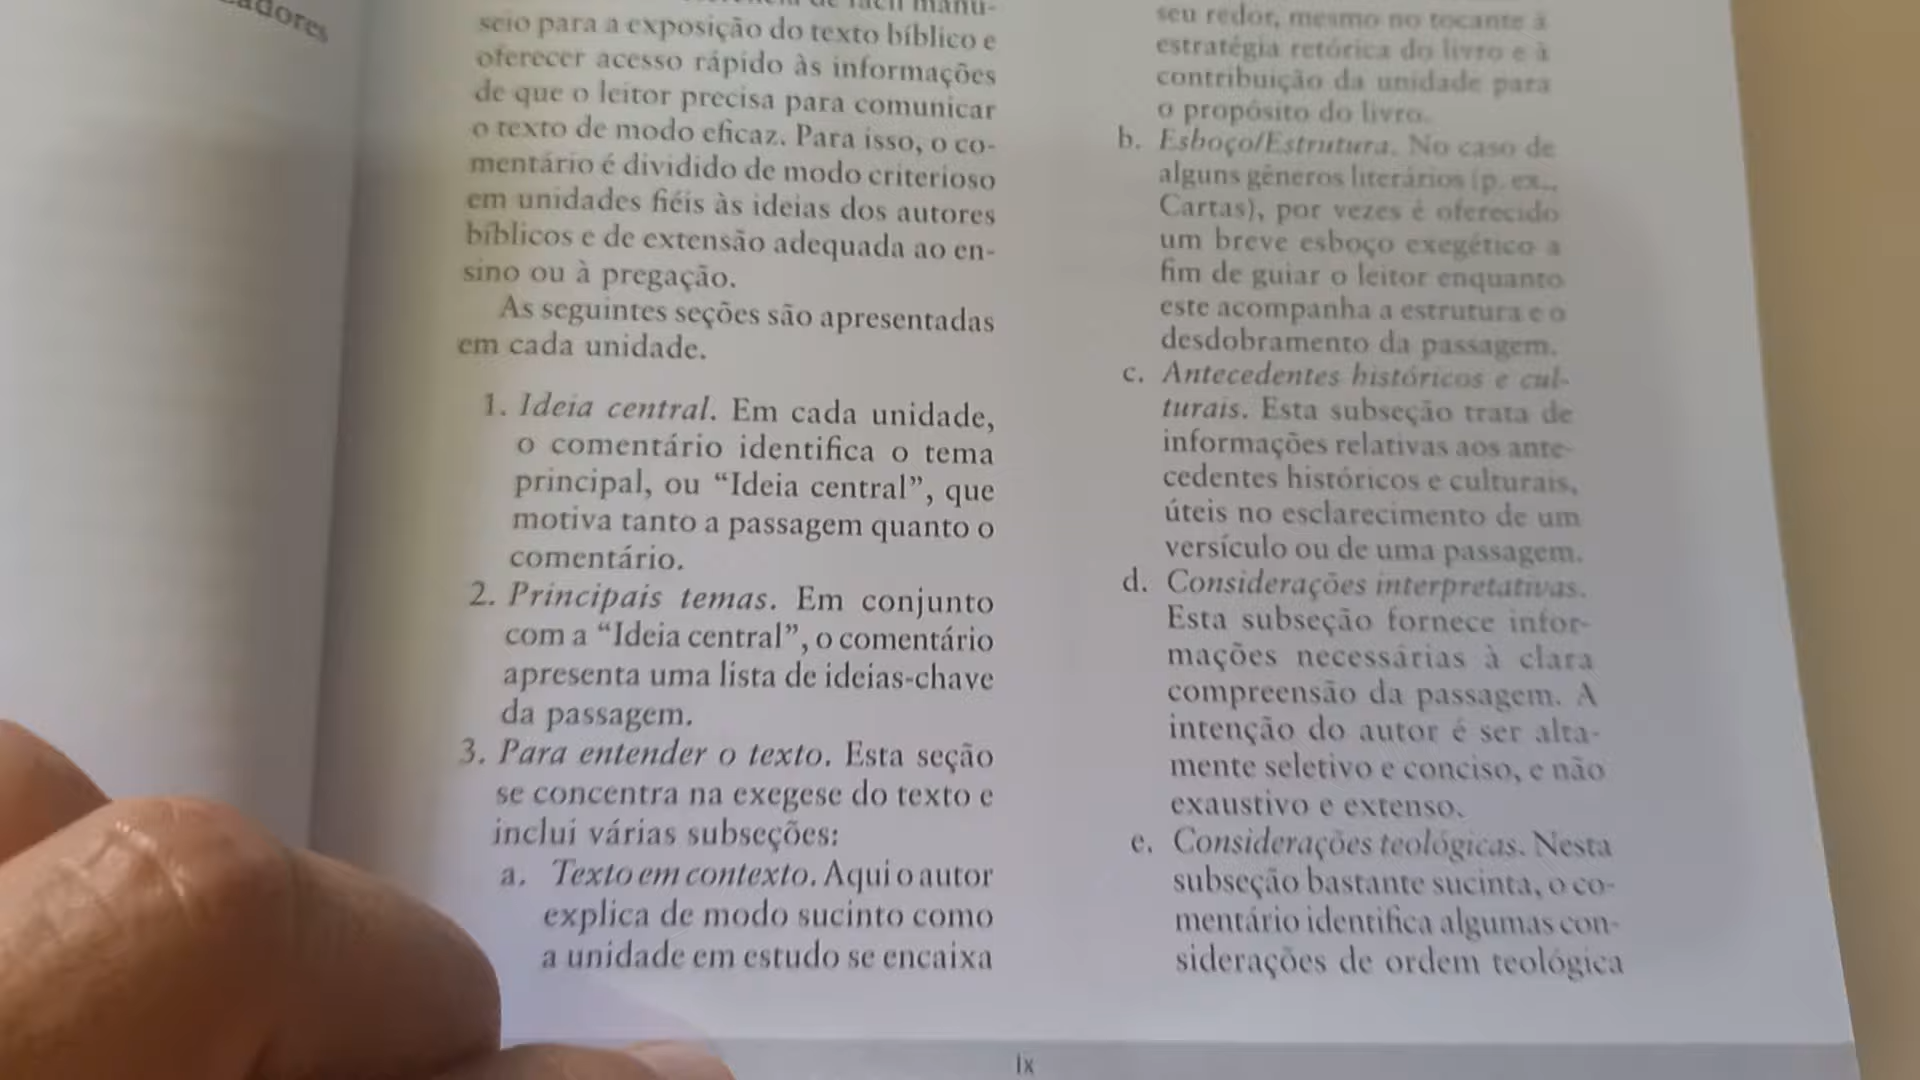 seio para a exposição do texto bíblico e
oferecer acesso rápido às informações
de que o leitor precisa para comunicar
o texto de modo eficaz. Para isso, o co-
mentário é dividido de modo criterioso
em unidades fiéis às ideias dos autores
bíblicos e de extensão adequada ao en-
sino ou à pregação.
As seguintes seções são apresentadas
em cada unidade.
1. Ideia central. Em cada unidade,
o comentário identifica o tema
principal, ou “Ideia central”, que
motiva tanto a passagem quanto o
comentário.
2. Principais temas. Em conjunto
com a “Ideia central”, o comentário
apresenta uma lista de ideias-chave
da passagem.
3. Para entender o texto. Esta seção
se concentra na exegese do texto e
inclui várias subseções:
a. Texto em contexto. Aqui o autor
explica de modo sucinto como
a unidade em estudo se encaixa
seu redor, mesmo no tocante à
estratégia retórica do livro e à
contribuição da unidade para
o propósito do livro.
b. Esboço/Estrutura. No caso de
alguns gêneros literários (p. ex.,
Cartas), por vezes é oferecido
um breve esboço exegético a
fim de guiar o leitor enquanto
este acompanha a estrutura e o
desdobramento da passagem.
c. Antecedentes históricos e cul-
turais. Esta subseção trata de
informações relativas aos ante-
cedentes históricos e culturais,
úteis no esclarecimento de um
versículo ou de uma passagem.
d. Considerações interpretativas.
Esta subseção fornece infor-
mações necessárias à clara
compreensão da passagem. A
intenção do autor é ser alta-
mente seletivo e conciso, e não
exaustivo e extenso.
e. Considerações teológicas. Nesta
subseção bastante sucinta, o co-
mentário identifica algumas con-
siderações de ordem teológica
ix